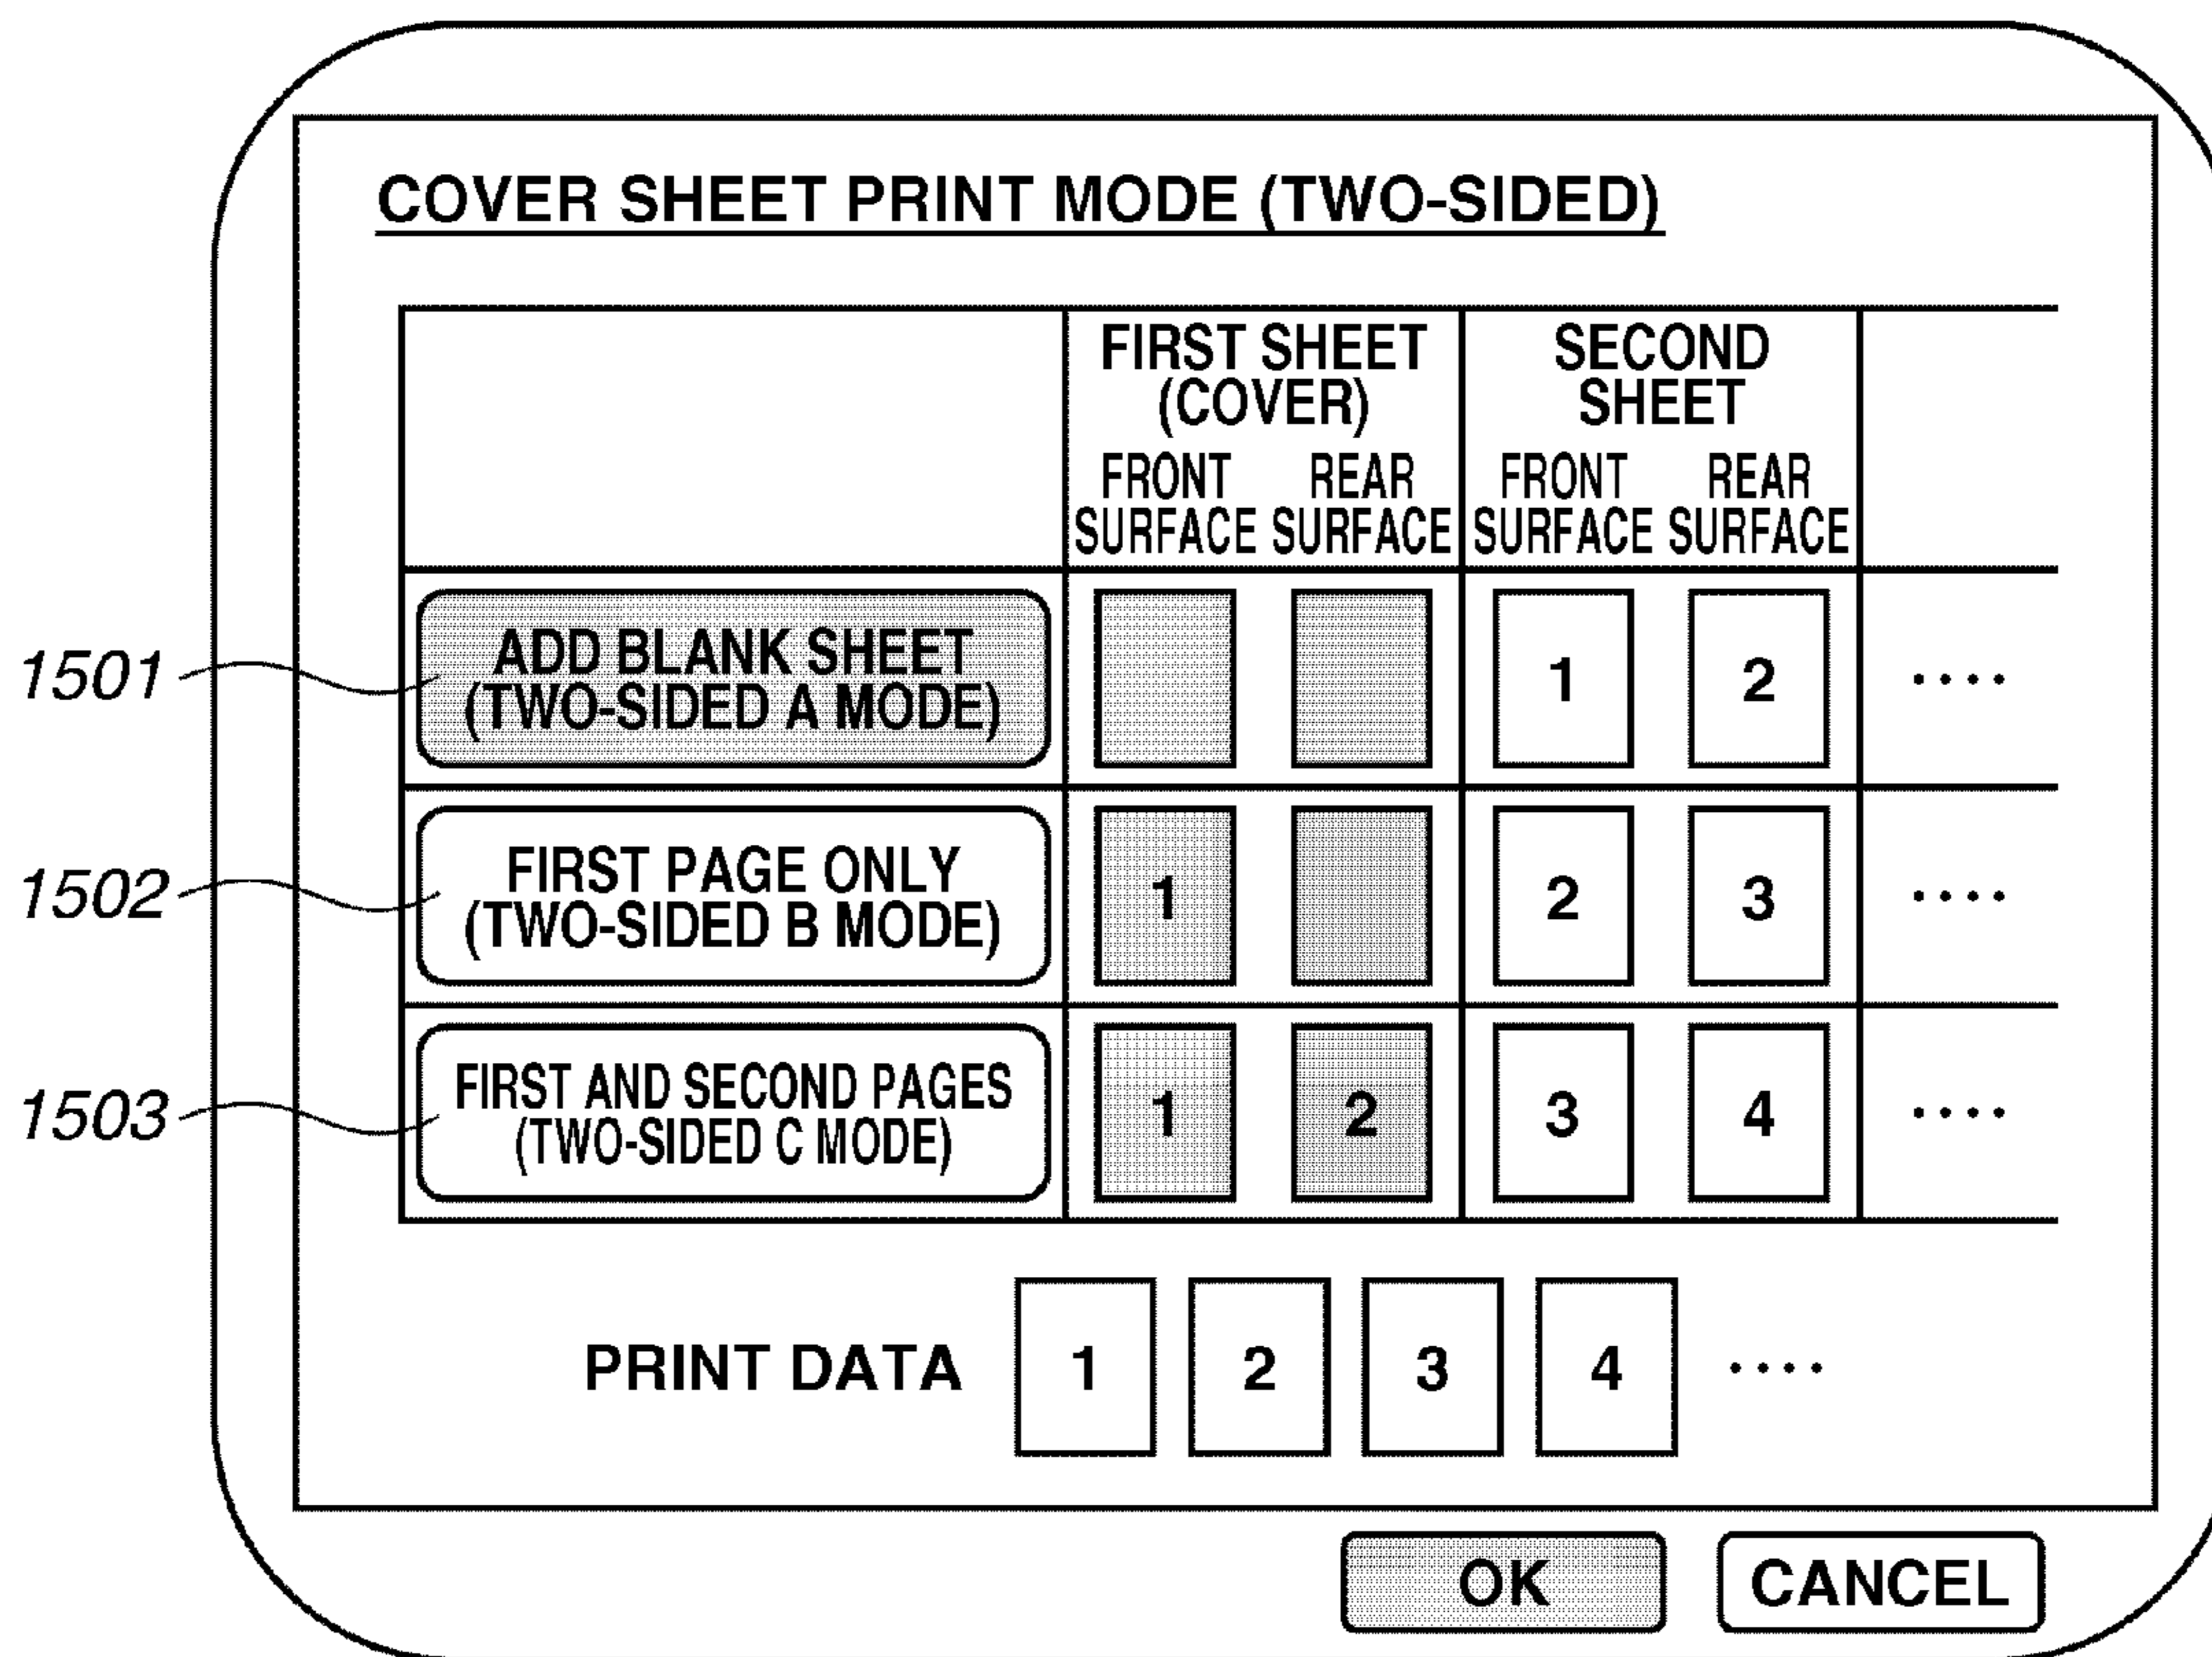 COVER SHEET PRINT MODE (TWO-SIDED)
FIRST SHEET
(COVER)
SECOND
SHEET
FRONT
SURFACE
REAR
SURFACE
FRONT
SURFACE
REAR
SURFACE
1501
ADD BLANK SHEET
(TWO-SIDED A MODE)
1 2 ....
1502
FIRST PAGE ONLY
(TWO-SIDED B MODE)
1 2 3 ....
1503
FIRST AND SECOND PAGES
(TWO-SIDED C MODE)
1 2 3 4 ....
PRINT DATA 1 2 3 4 ....
OK CANCEL